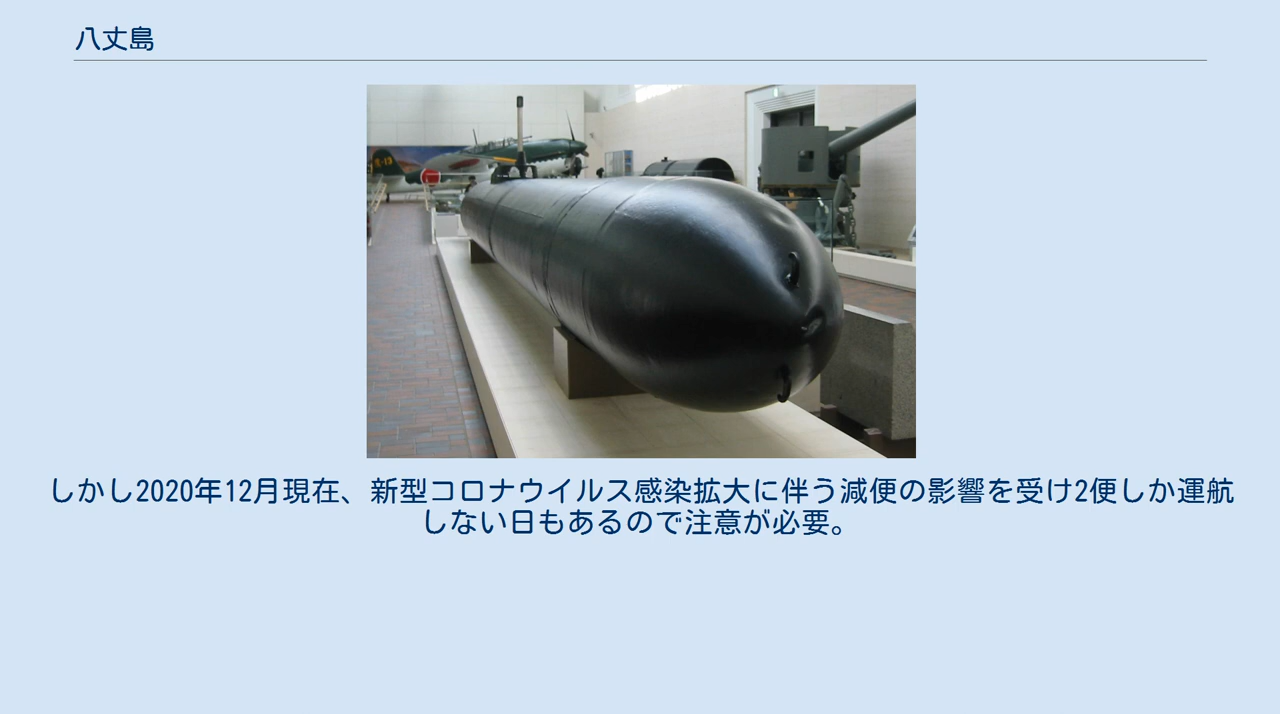 八丈島
しかし2020年12月現在、新型コロナウイルス感染拡大に伴う減便の影響を受け2便しか運航
しない日もあるので注意が必要。